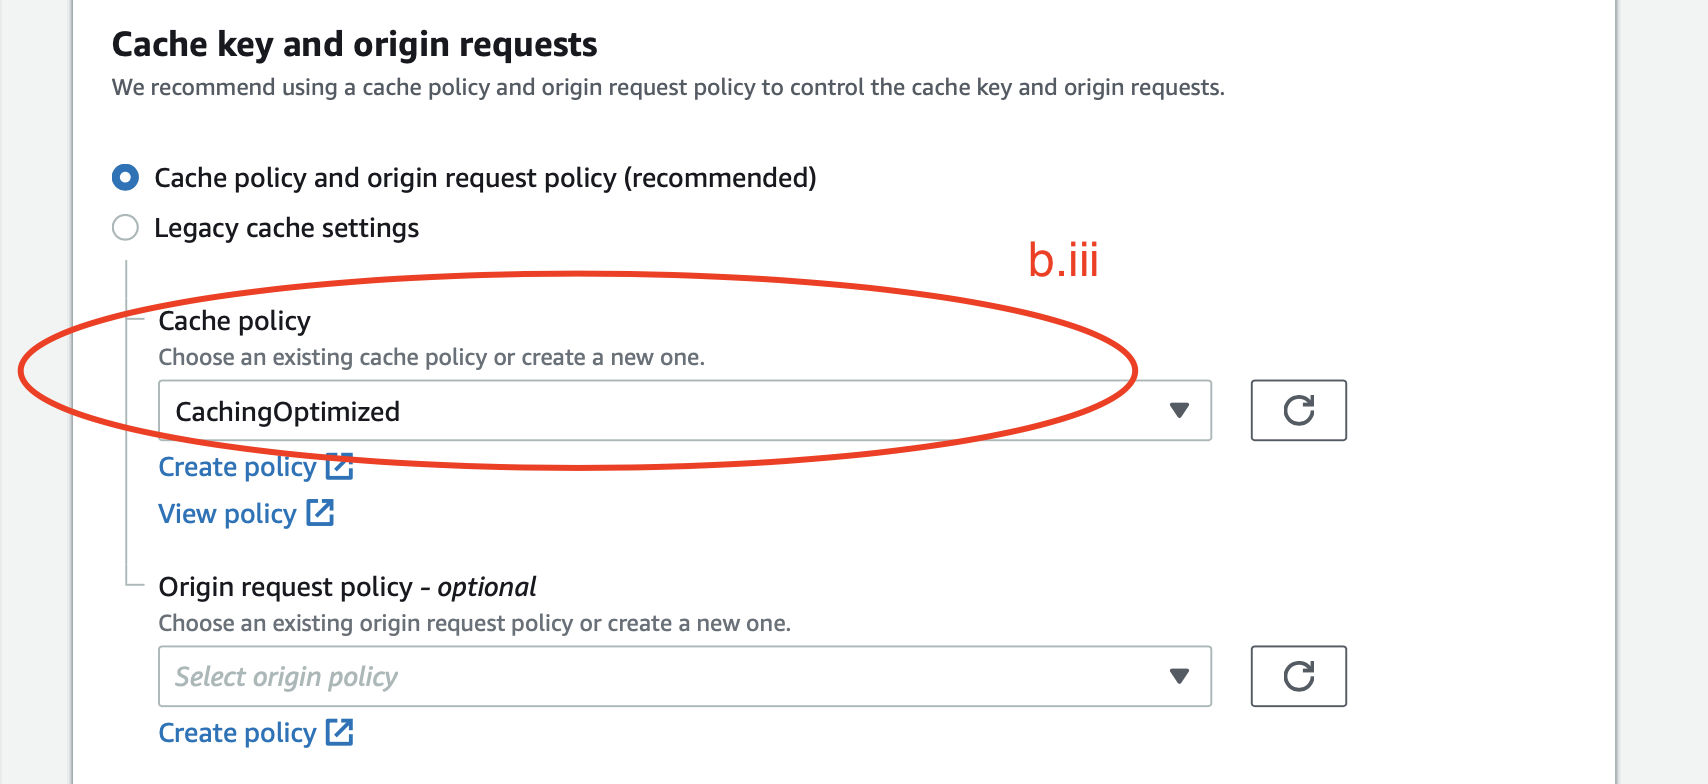 Cache key and origin requests
We recommend using a cache policy and origin request policy to control the cache key and origin requests.
Cache policy and origin request policy (recommended)
Legacy cache settings
b.iii
Cache policy
Choose an existing cache policy or create a new one.
CachingOptimized
Create policy
View policy
Origin request policy - optional
Choose an existing origin request policy or create a new one.
Select origin policy
Create policy